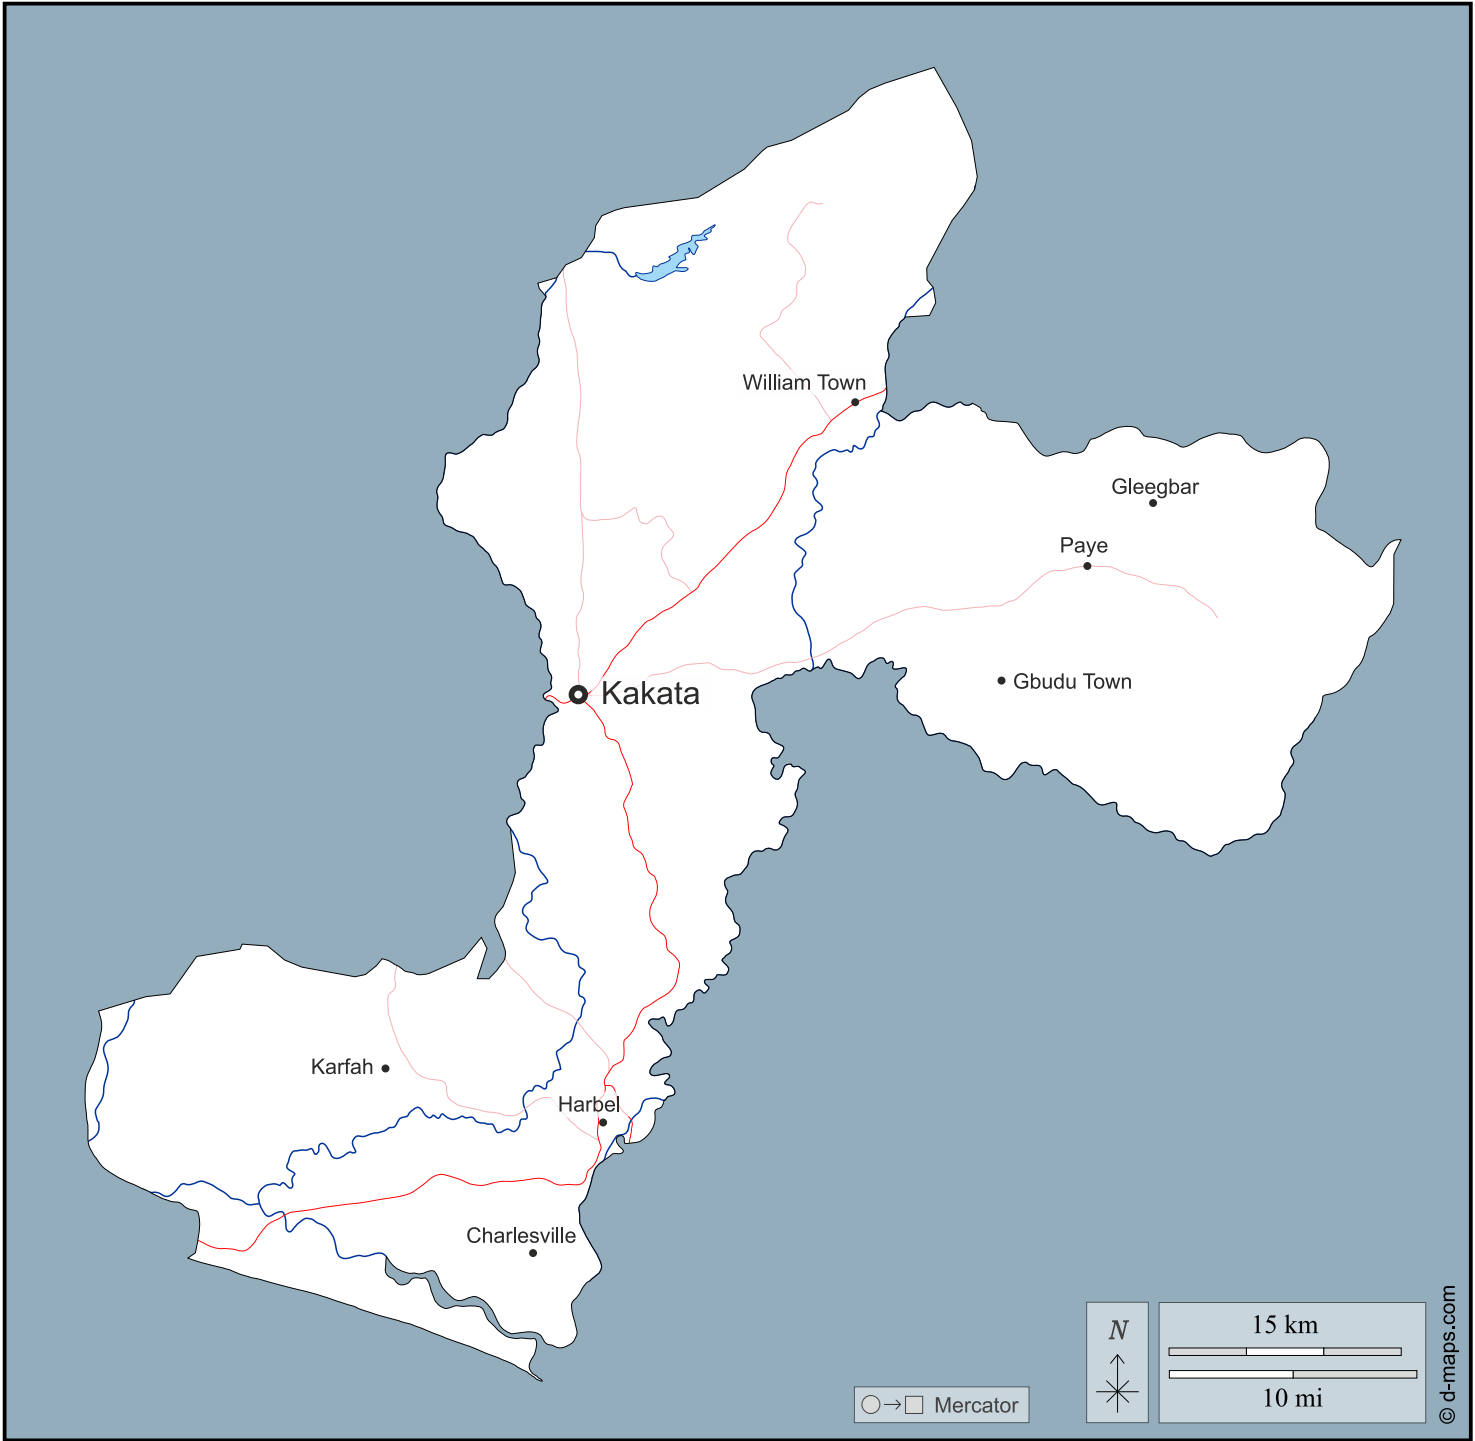 William Town
Gleegbar
Paye
Gbudu Town
Kakata
Karfah
Harbel
Charlesville
N
15 km
10 mi
Mercator
© d-maps.com